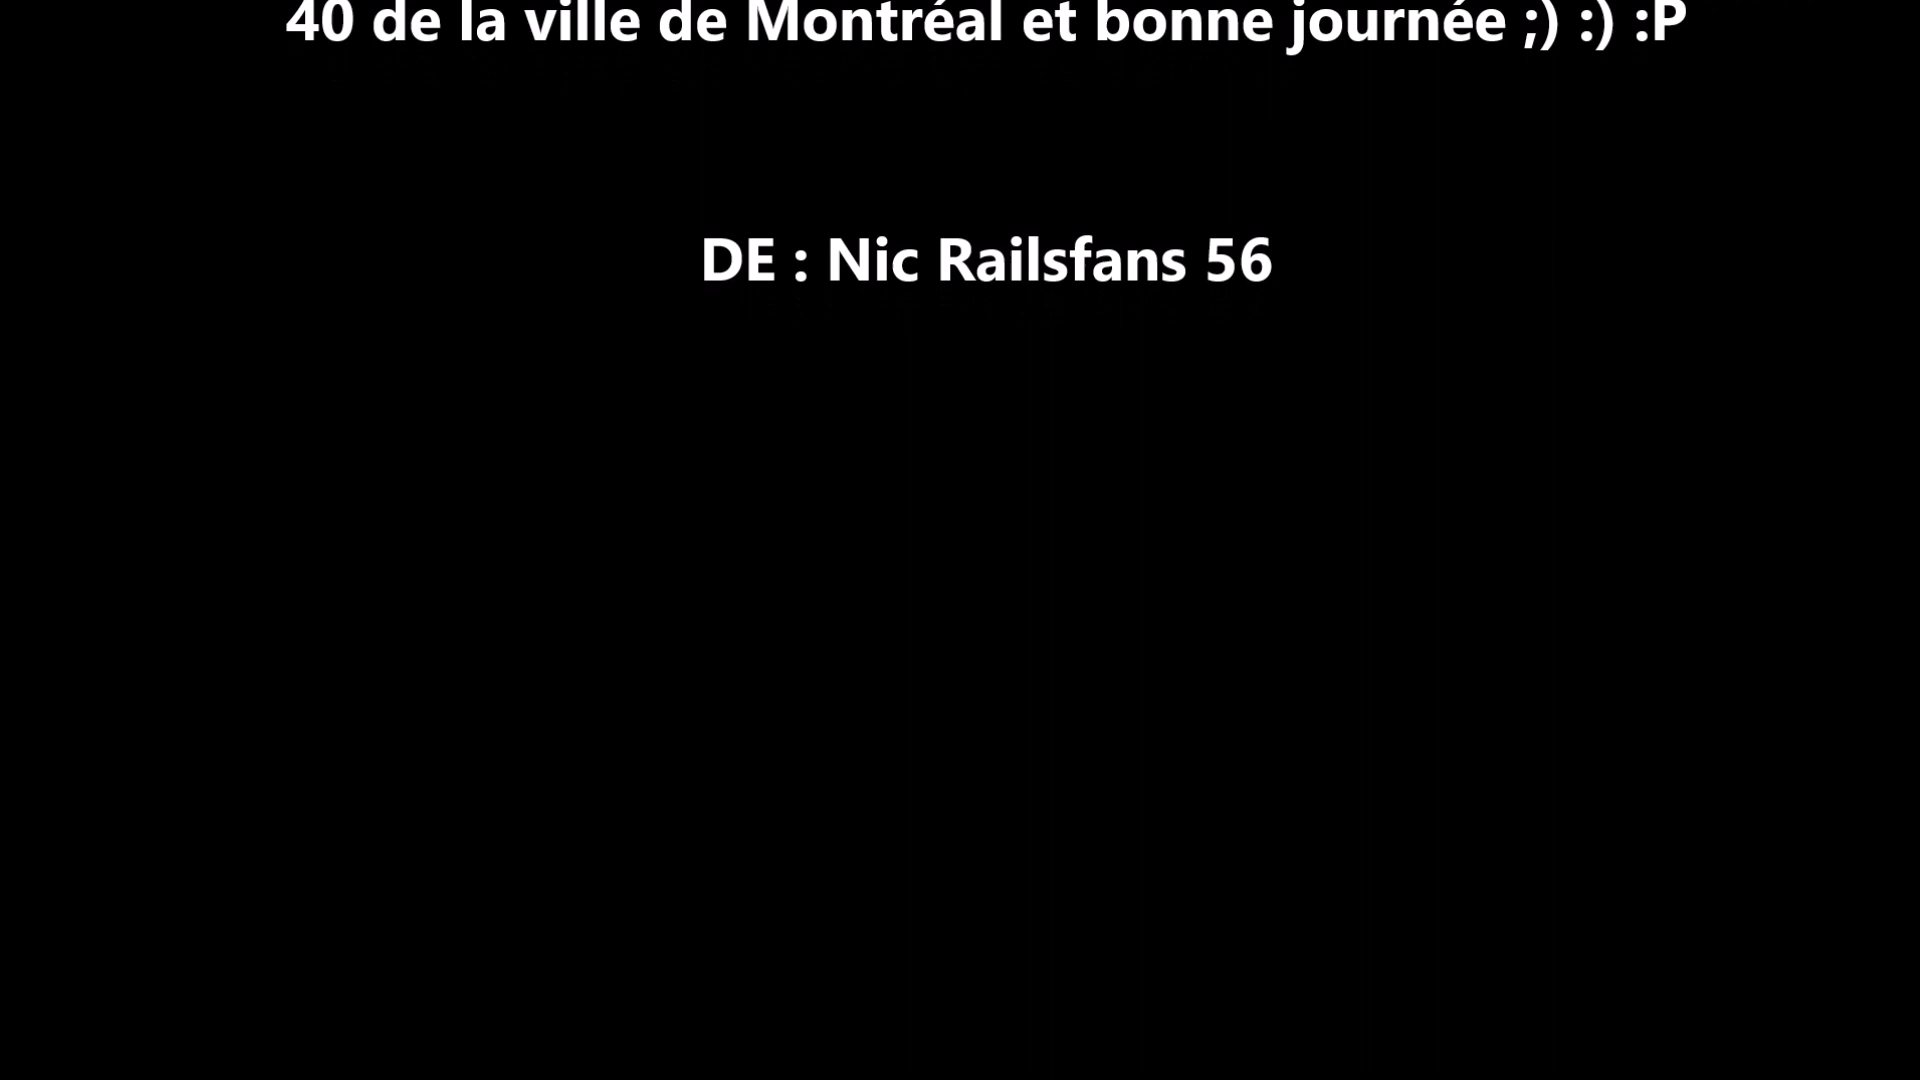 40 de la ville de Montréal et bonne journée ;) :) :P
DE : Nic Railsfans 56